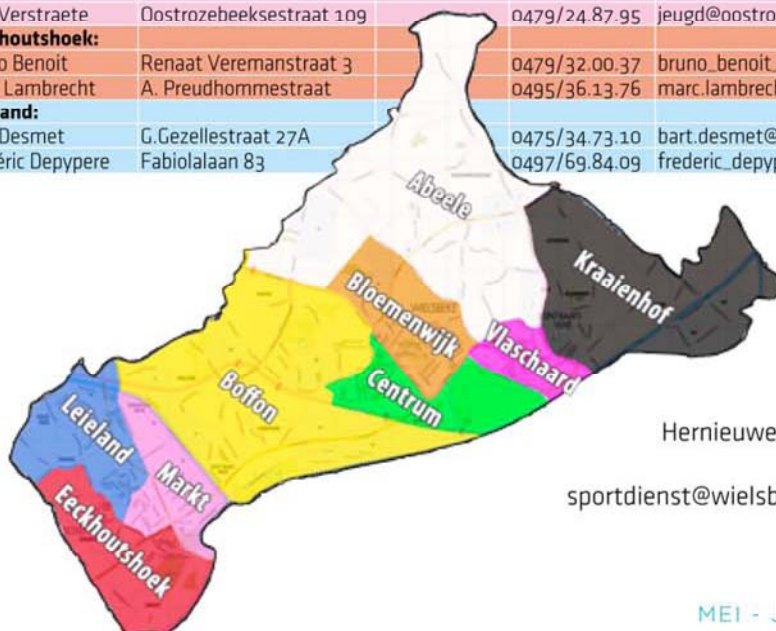 Verstraete Oostrozebeeksestraat 109 0479/24.87.95 jeugd@oostro
houtshoek:
o Benoit Renaat Veremanstraat 3 0479/32.00.37 bruno_benoit_
Lambrecht A. Preudhommestraat 0495/36.13.76 marc.lambrech
and:
Desmet G.Gezellestraat 27A 0475/34.73.10 bart.desmet@
éric Depypere Fabiolalaan 83 0497/69.84.09 frederic_depyp
Abeele
Kraaienhof
Bloemenwijk
WIELSBEKE
Vlaschaard
Centrum
Boffon
Leieland
Markt
Eeckhoutshoek
Hernieuwe
sportdienst@wielsb
MEI - J